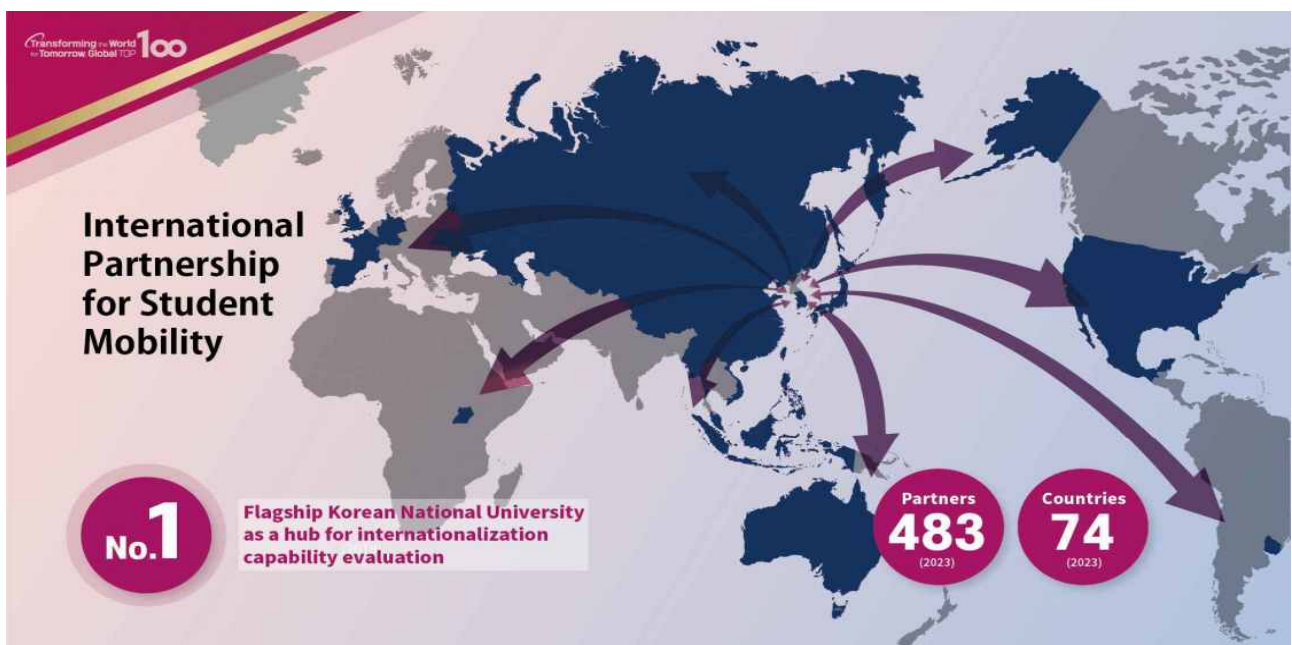 Transforming the World 100
for Tomorrow, Global TOP
International
Partnership
for Student
Mobility
No.1
Flagship Korean National University
as a hub for internationalization
capability evaluation
Partners
483
(2023)
Countries
74
(2023)